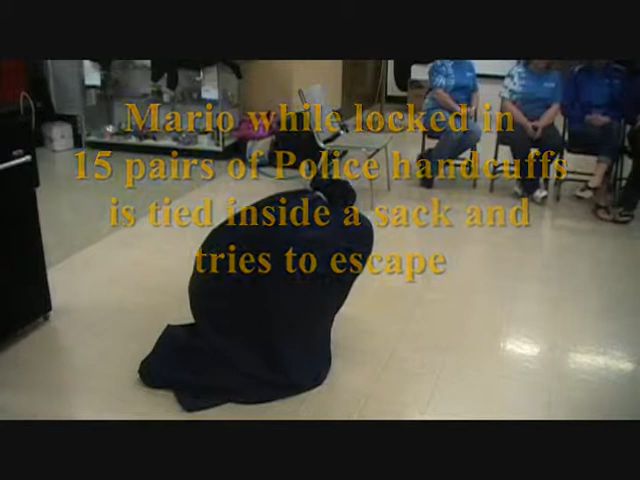 Mario while locked in
15 pairs of Police handcuffs
is tied inside a sack and
tries to escape